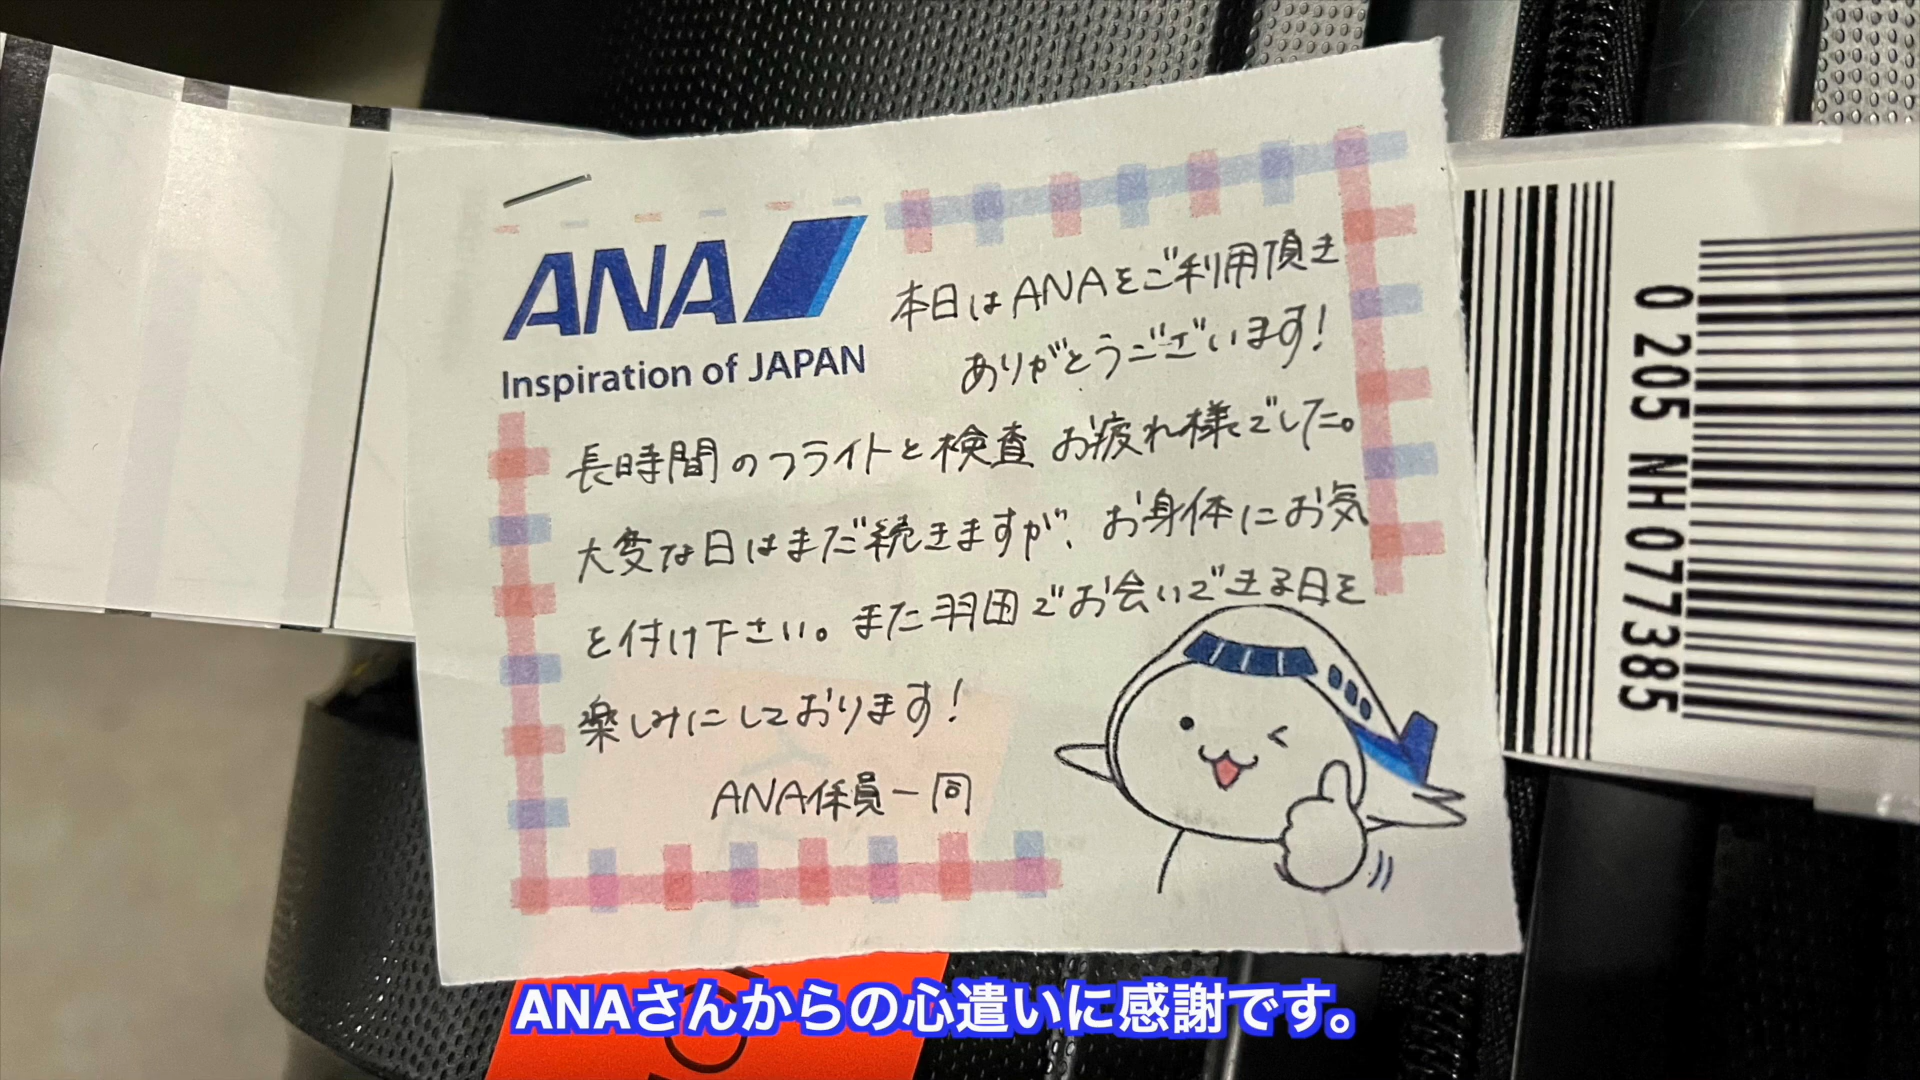 ANA
Inspiration of JAPAN
本日はANAをご利用頂き
ありがとうございます!
長時間のフライトと検査 お疲れ様でした。
大変な日はまだ続きますが、お身体にお気
を付け下さい。また羽田でお会いできる日を
楽しみにしております!
ANA係員一同
0 205 NH 077385
ANAさんからの心遣いに感謝です。